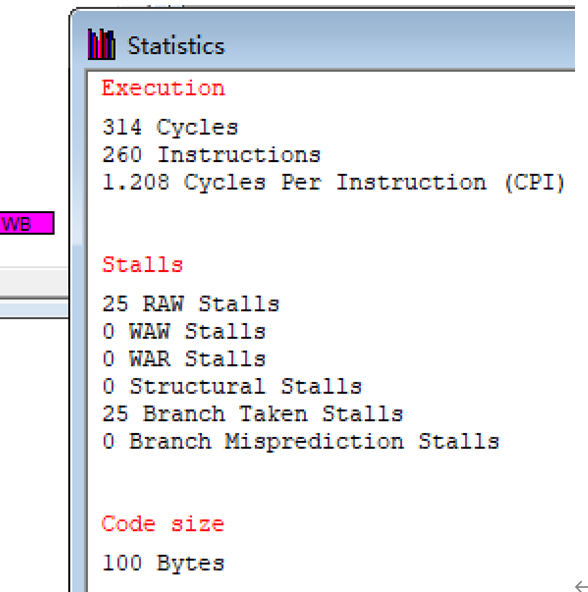 Statistics
Execution
314 Cycles
260 Instructions
1.208 Cycles Per Instruction (CPI)
WB
Stalls
25 RAW Stalls
0 WAW Stalls
0 WAR Stalls
0 Structural Stalls
25 Branch Taken Stalls
0 Branch Misprediction Stalls
Code size
100 Bytes